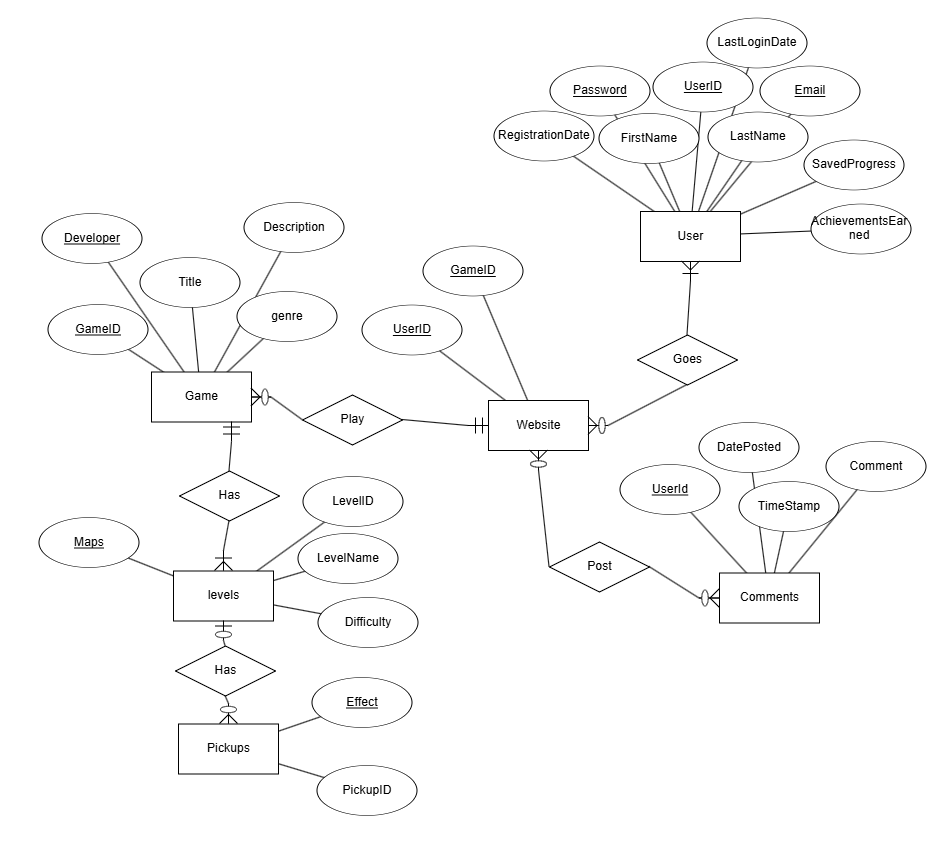 LastLoginDate
Password
UserID
Email
RegistrationDate
FirstName
LastName
SavedProgress
AchievementsEar
ned
User
Developer
Description
Title
GameID
genre
GameID
UserID
Goes
Game
Play
Website
DatePosted
Comment
UserId
TimeStamp
Has
LevelID
Maps
LevelName
Post
levels
Comments
Difficulty
Has
Effect
Pickups
PickupID